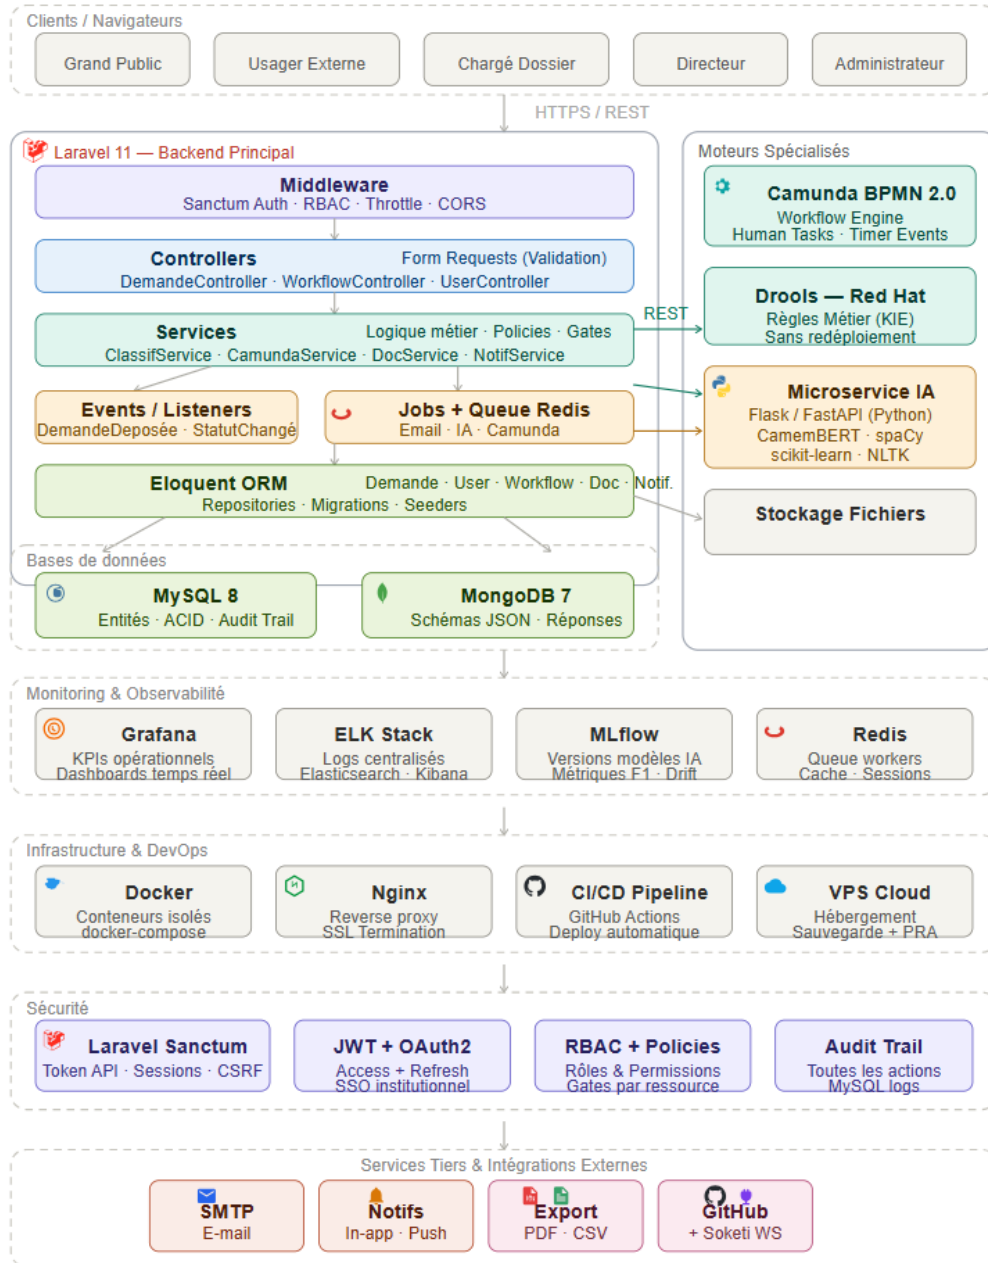 Clients / Navigateurs
Grand Public
Usager Externe
Chargé Dossier
Directeur
Administrateur
HTTPS / REST
Laravel 11 — Backend Principal
Middleware
Sanctum Auth · RBAC · Throttle · CORS
Controllers
Form Requests (Validation)
DemandeController · WorkflowController · UserController
Services
Logique métier · Policies · Gates
ClassifService · CamundaService · DocService · NotifService
REST
Events / Listeners
DemandeDeposée · StatutChangé
Jobs + Queue Redis
Email · IA · Camunda
Eloquent ORM
Demande · User · Workflow · Doc · Notif.
Repositories · Migrations · Seeders
Moteurs Spécialisés
Camunda BPMN 2.0
Workflow Engine
Human Tasks · Timer Events
Drools — Red Hat
Règles Métier (KIE)
Sans redéploiement
Microservice IA
Flask / FastAPI (Python)
CamemBERT · spaCy
scikit-learn · NLTK
Stockage Fichiers
Bases de données
MySQL 8
Entités · ACID · Audit Trail
MongoDB 7
Schémas JSON · Réponses
Monitoring & Observabilité
Grafana
KPIs opérationnels
Dashboards temps réel
ELK Stack
Logs centralisés
Elasticsearch · Kibana
MLflow
Versions modèles IA
Métriques F1 · Drift
Redis
Queue workers
Cache · Sessions
Infrastructure & DevOps
Docker
Conteneurs isolés
docker-compose
Nginx
Reverse proxy
SSL Termination
CI/CD Pipeline
GitHub Actions
Deploy automatique
VPS Cloud
Hébergement
Sauvegarde + PRA
Sécurité
Laravel Sanctum
Token API · Sessions · CSRF
JWT + OAuth2
Access + Refresh
SSO institutionnel
RBAC + Policies
Rôles & Permissions
Gates par ressource
Audit Trail
Toutes les actions
MySQL logs
Services Tiers & Intégrations Externes
SMTP
E-mail
Notifs
In-app · Push
Export
PDF · CSV
GitHub
+ Soketi WS